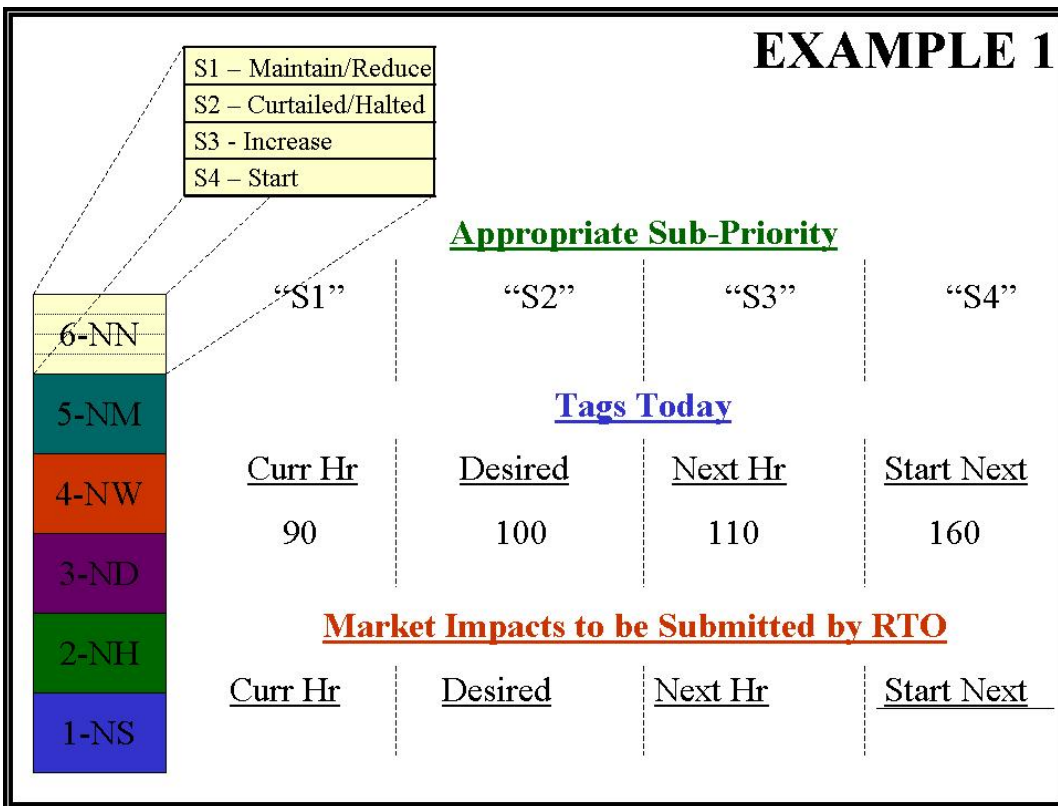 EXAMPLE 1
S1 – Maintain/Reduce
S2 – Curtailed/Halted
S3 - Increase
S4 – Start
Appropriate Sub-Priority
“S1” “S2” “S3” “S4”
6-NN
5-NM
4-NW
3-ND
2-NH
1-NS
Tags Today
Curr Hr Desired Next Hr Start Next
90 100 110 160
Market Impacts to be Submitted by RTO
Curr Hr Desired Next Hr Start Next